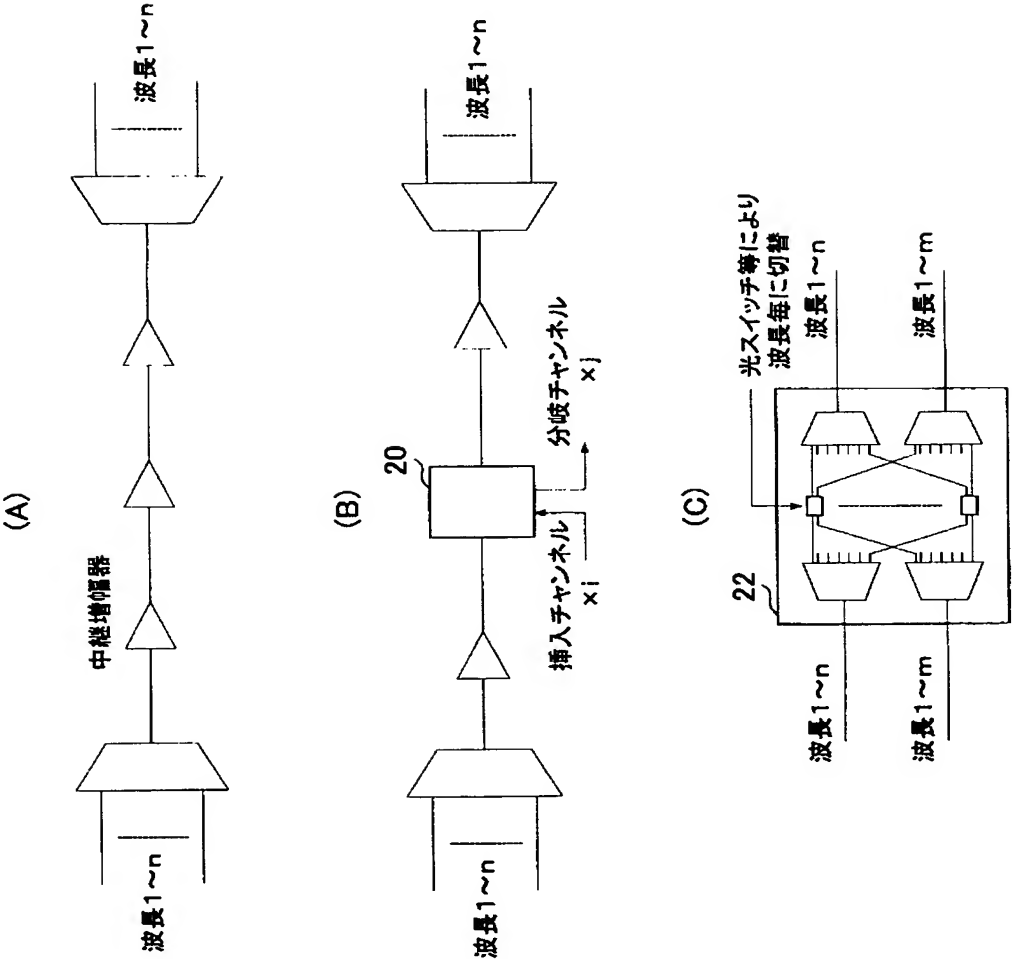 (A)
中継増幅器
波長1～n
波長1～n
(B)
20
挿入チャンネル
×i
分岐チャンネル
×j
波長1～n
波長1～n
(C)
22
光スイッチ等により
波長毎に切替
波長1～n
波長1～m
波長1～n
波長1～m